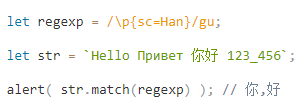 let regexp = /\p{sc=Han}/gu;
let str = `Hello Привет 你好 123_456`;
alert( str.match(regexp) ); // 你,好